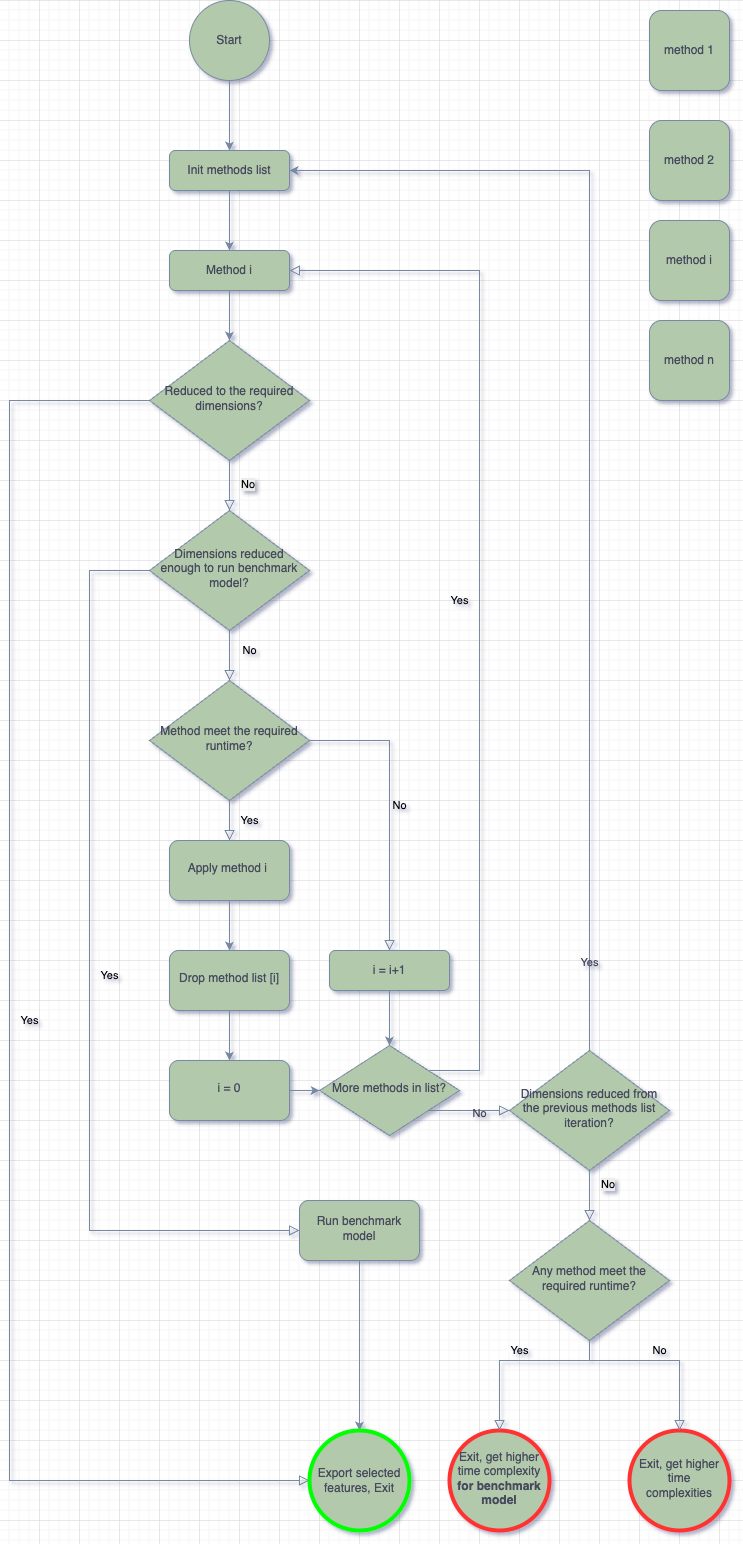 Start
method 1
Init methods list
method 2
Method i
method i
method n
Reduced to the required
dimensions?
No
Dimensions reduced
enough to run benchmark
model?
Yes
No
Method meet the required
runtime?
No
Yes
Apply method i
Yes
Yes
Drop method list [i]
i = i+1
Yes
i = 0
More methods in list?
No
Dimensions reduced from
the previous methods list
iteration?
No
Run benchmark
model
Any method meet the
required runtime?
Yes
No
Export selected
features, Exit
Exit, get higher
time complexity
for benchmark
model
Exit, get higher
time
complexities